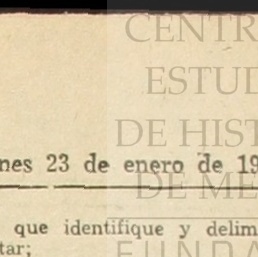 CENTR
ESTUD
DE HIST
nes 23 de enero de 19
DE ME
que identifique y delim
tar;
FUNDA